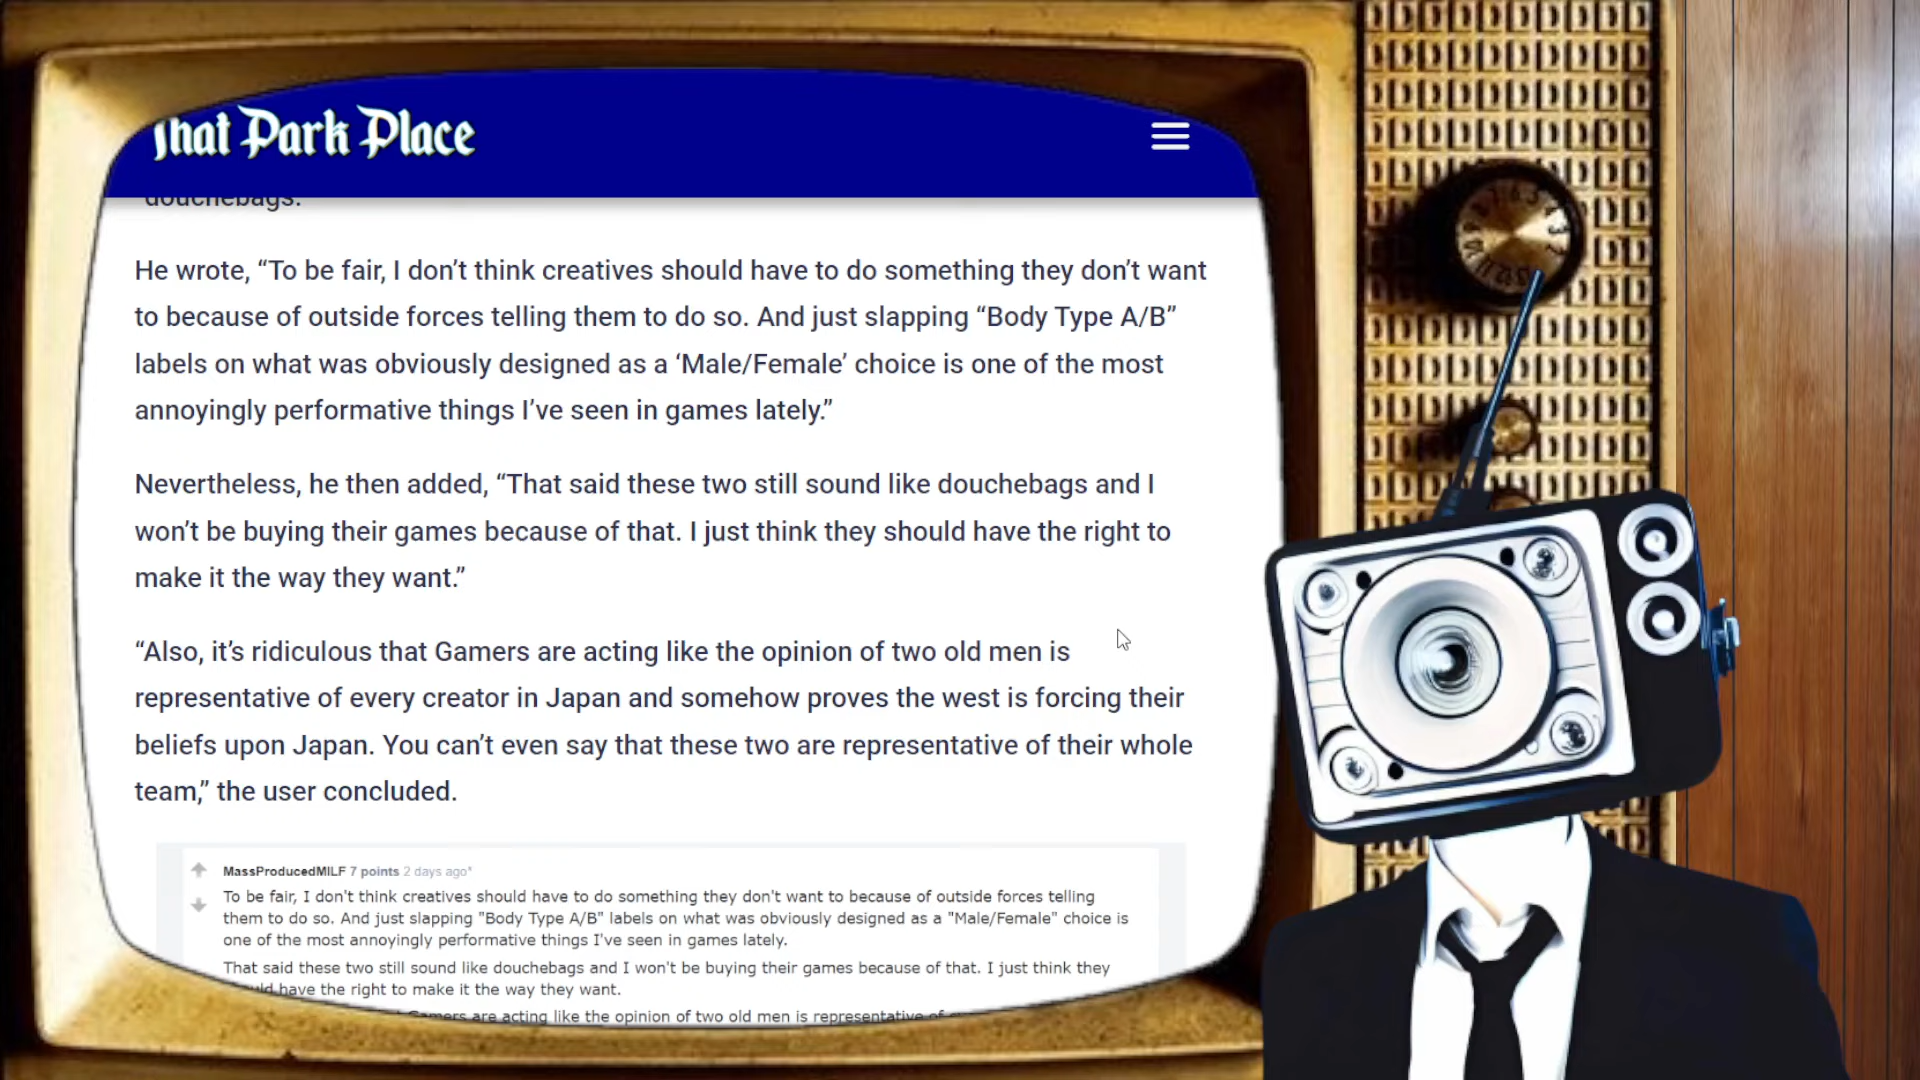 That Park Place
douchebags.
He wrote, “To be fair, I don’t think creatives should have to do something they don’t want
to because of outside forces telling them to do so. And just slapping “Body Type A/B”
labels on what was obviously designed as a ‘Male/Female’ choice is one of the most
annoyingly performative things I’ve seen in games lately.”
Nevertheless, he then added, “That said these two still sound like douchebags and I
won’t be buying their games because of that. I just think they should have the right to
make it the way they want.”
“Also, it’s ridiculous that Gamers are acting like the opinion of two old men is
representative of every creator in Japan and somehow proves the west is forcing their
beliefs upon Japan. You can’t even say that these two are representative of their whole
team,” the user concluded.
MassProducedMILF 7 points 2 days ago*
To be fair, I don't think creatives should have to do something they don't want to because of outside forces telling
them to do so. And just slapping "Body Type A/B" labels on what was obviously designed as a "Male/Female" choice is
one of the most annoyingly performative things I've seen in games lately.
That said these two still sound like douchebags and I won't be buying their games because of that. I just think they
have the right to make it the way they want.
Gamers are acting like the opinion of two old men is representative of